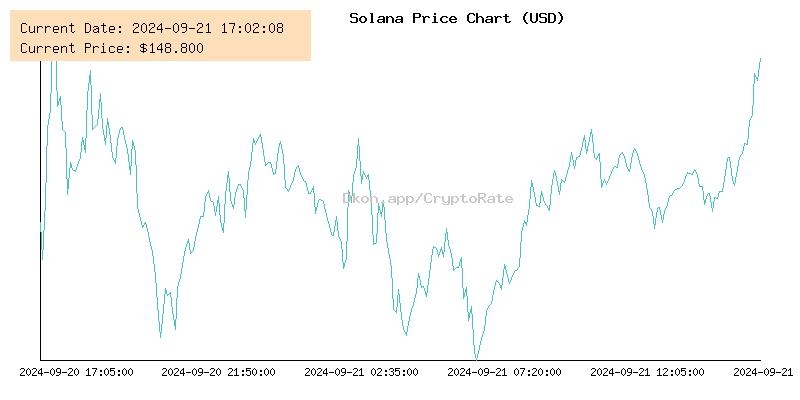 Solana Price Chart (USD)
Current Date: 2024-09-21 17:02:08
Current Price: $148.800
Dkon.app/CryptoRate
2024-09-20 17:05:00 2024-09-20 21:50:00 2024-09-21 02:35:00 2024-09-21 07:20:00 2024-09-21 12:05:00 2024-09-21